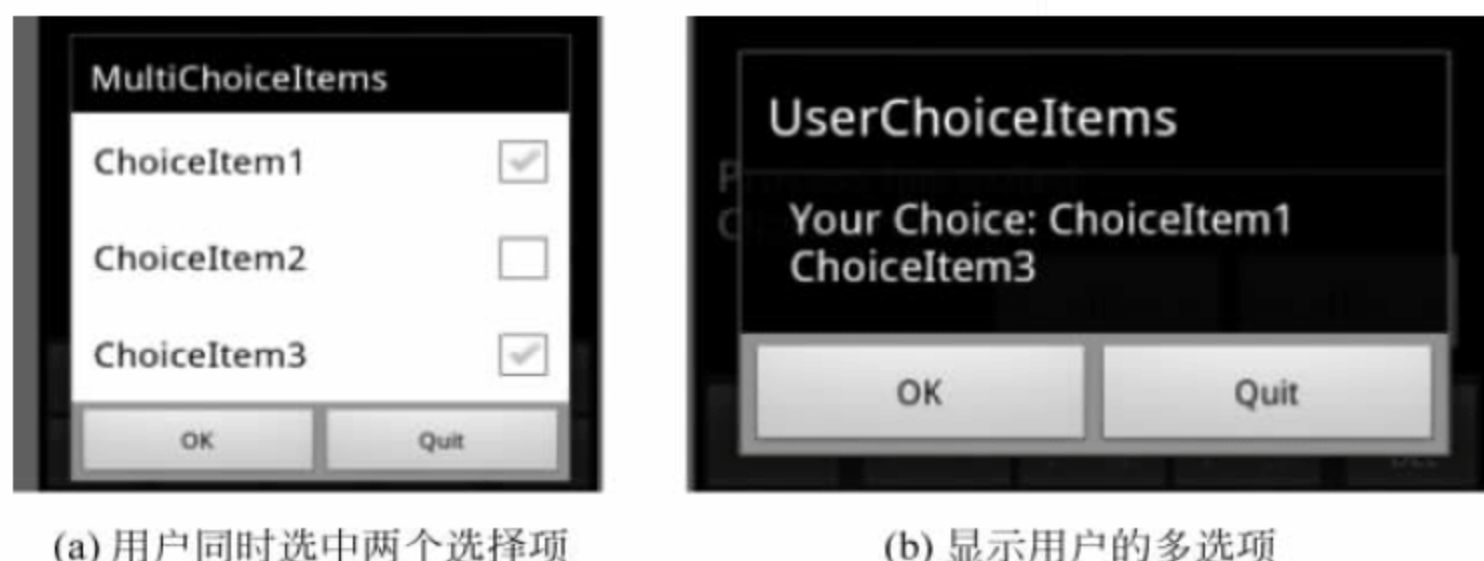 MultiChoiceItems
ChoiceItem1
ChoiceItem2
ChoiceItem3
OK Quit
(a) 用户同时选中两个选择项
UserChoiceItems
Your Choice: ChoiceItem1
ChoiceItem3
OK Quit
(b) 显示用户的多选项